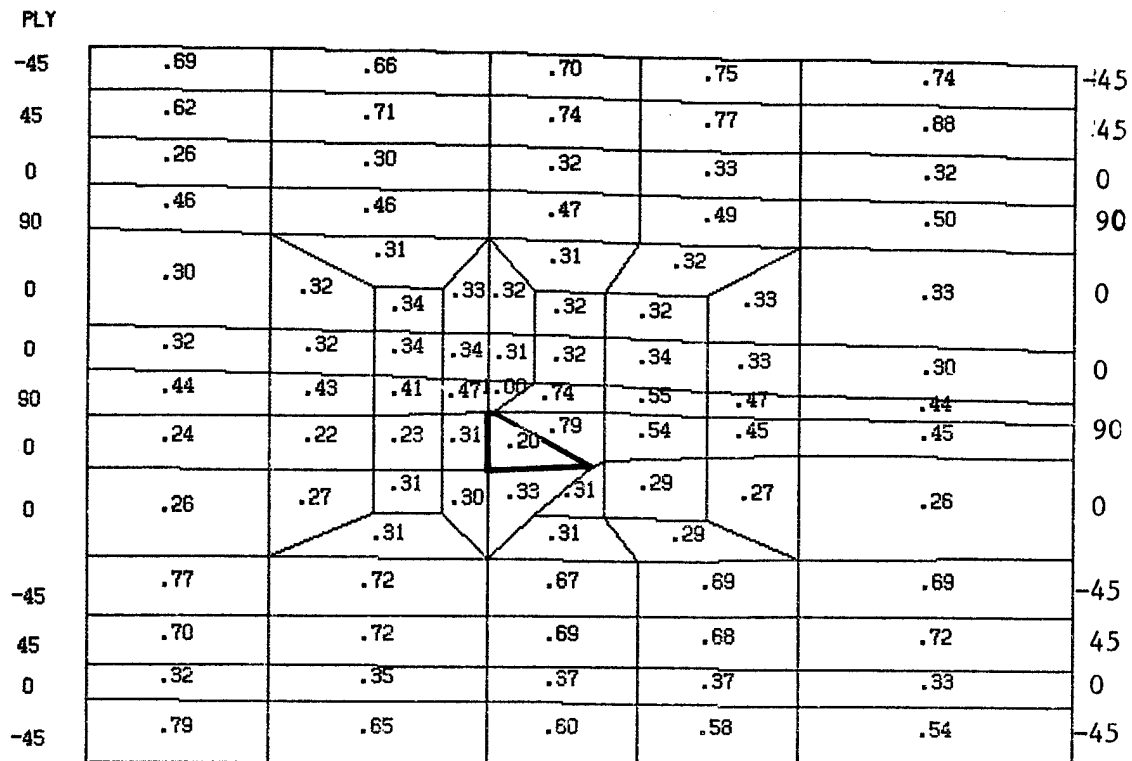 PLY
-45 .69 .66 .70 .75 .74 -45
45 .62 .71 .74 .77 .88 45
0 .26 .30 .32 .33 .32 0
90 .46 .46 .47 .49 .50 90
.31 .31 .32
0 .30 .32 .34 .33 .32 .32 .32 .33 .33 0
0 .32 .32 .34 .34 .31 .32 .34 .33 .30 0
90 .44 .43 .41 .47 1.00 .74 .55 .47 .44
0 .24 .22 .23 .31 .20 .79 .54 .45 .45 90
0 .26 .27 .31 .30 .33 .31 .29 .27 .26 0
.31 .31 .29
-45 .77 .72 .67 .69 .69 -45
45 .70 .72 .69 .68 .72 45
0 .32 .35 .37 .37 .33 0
-45 .79 .65 .60 .58 .54 -45